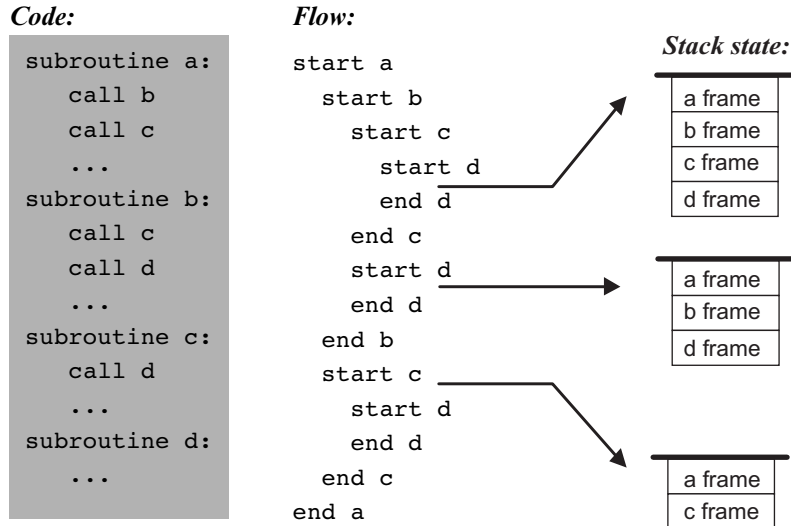 Code:
subroutine a:
call b
call c
...
subroutine b:
call c
call d
...
subroutine c:
call d
...
subroutine d:
...
Flow:
start a
start b
start c
start d
end d
end c
start d
end d
end b
start c
start d
end d
end c
end a
Stack state:
a frame
b frame
c frame
d frame
a frame
b frame
d frame
a frame
c frame